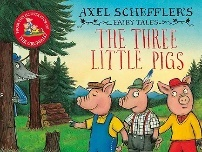 AXEL SCHEFFLER'S
FAIRY TALES
THE THREE
LITTLE PIGS